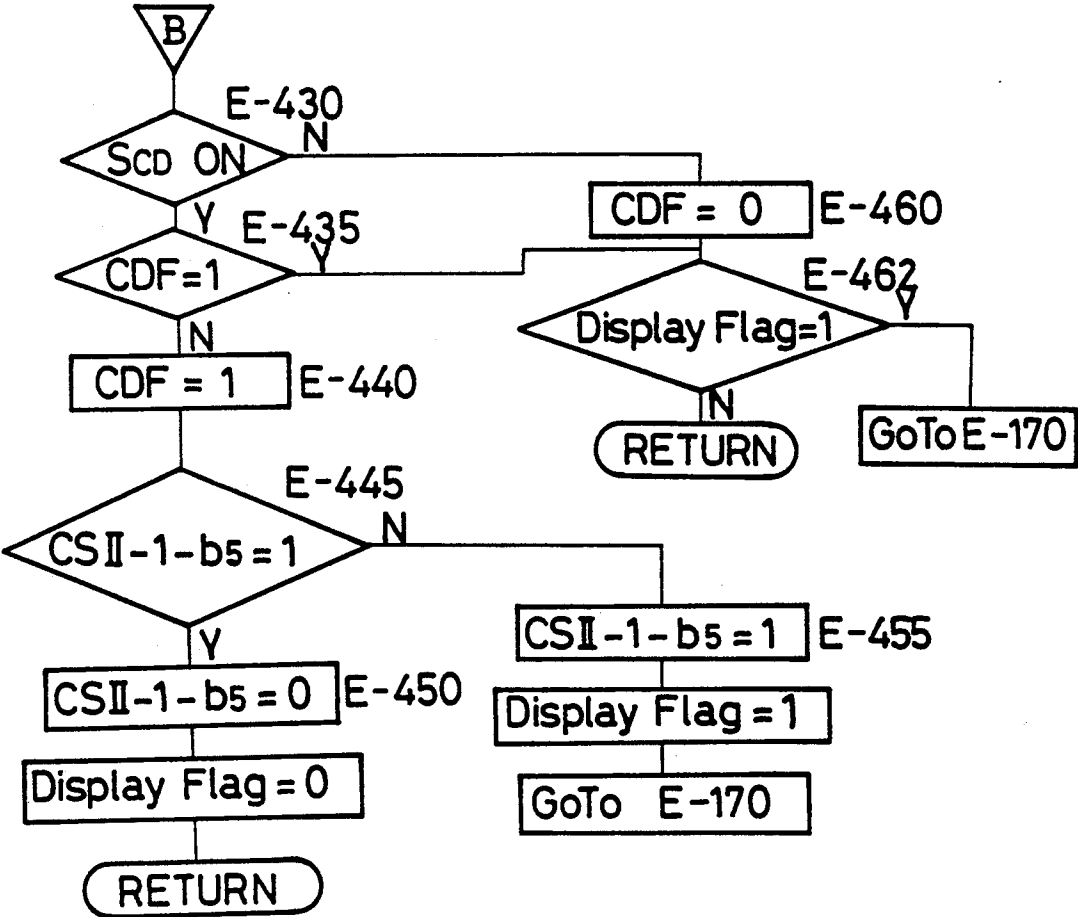 B
E-430
N
SCD ON
Y
E-435
Y
CDF=1
N
CDF = 0
E-460
E-462
Y
Display Flag=1
N
RETURN
GoTo E-170
CDF = 1
E-440
E-445
N
CSⅡ-1-b5=1
Y
CSⅡ-1-b5=0
E-450
Display Flag=0
RETURN
CSⅡ-1-b5=1
E-455
Display Flag=1
GoTo E-170